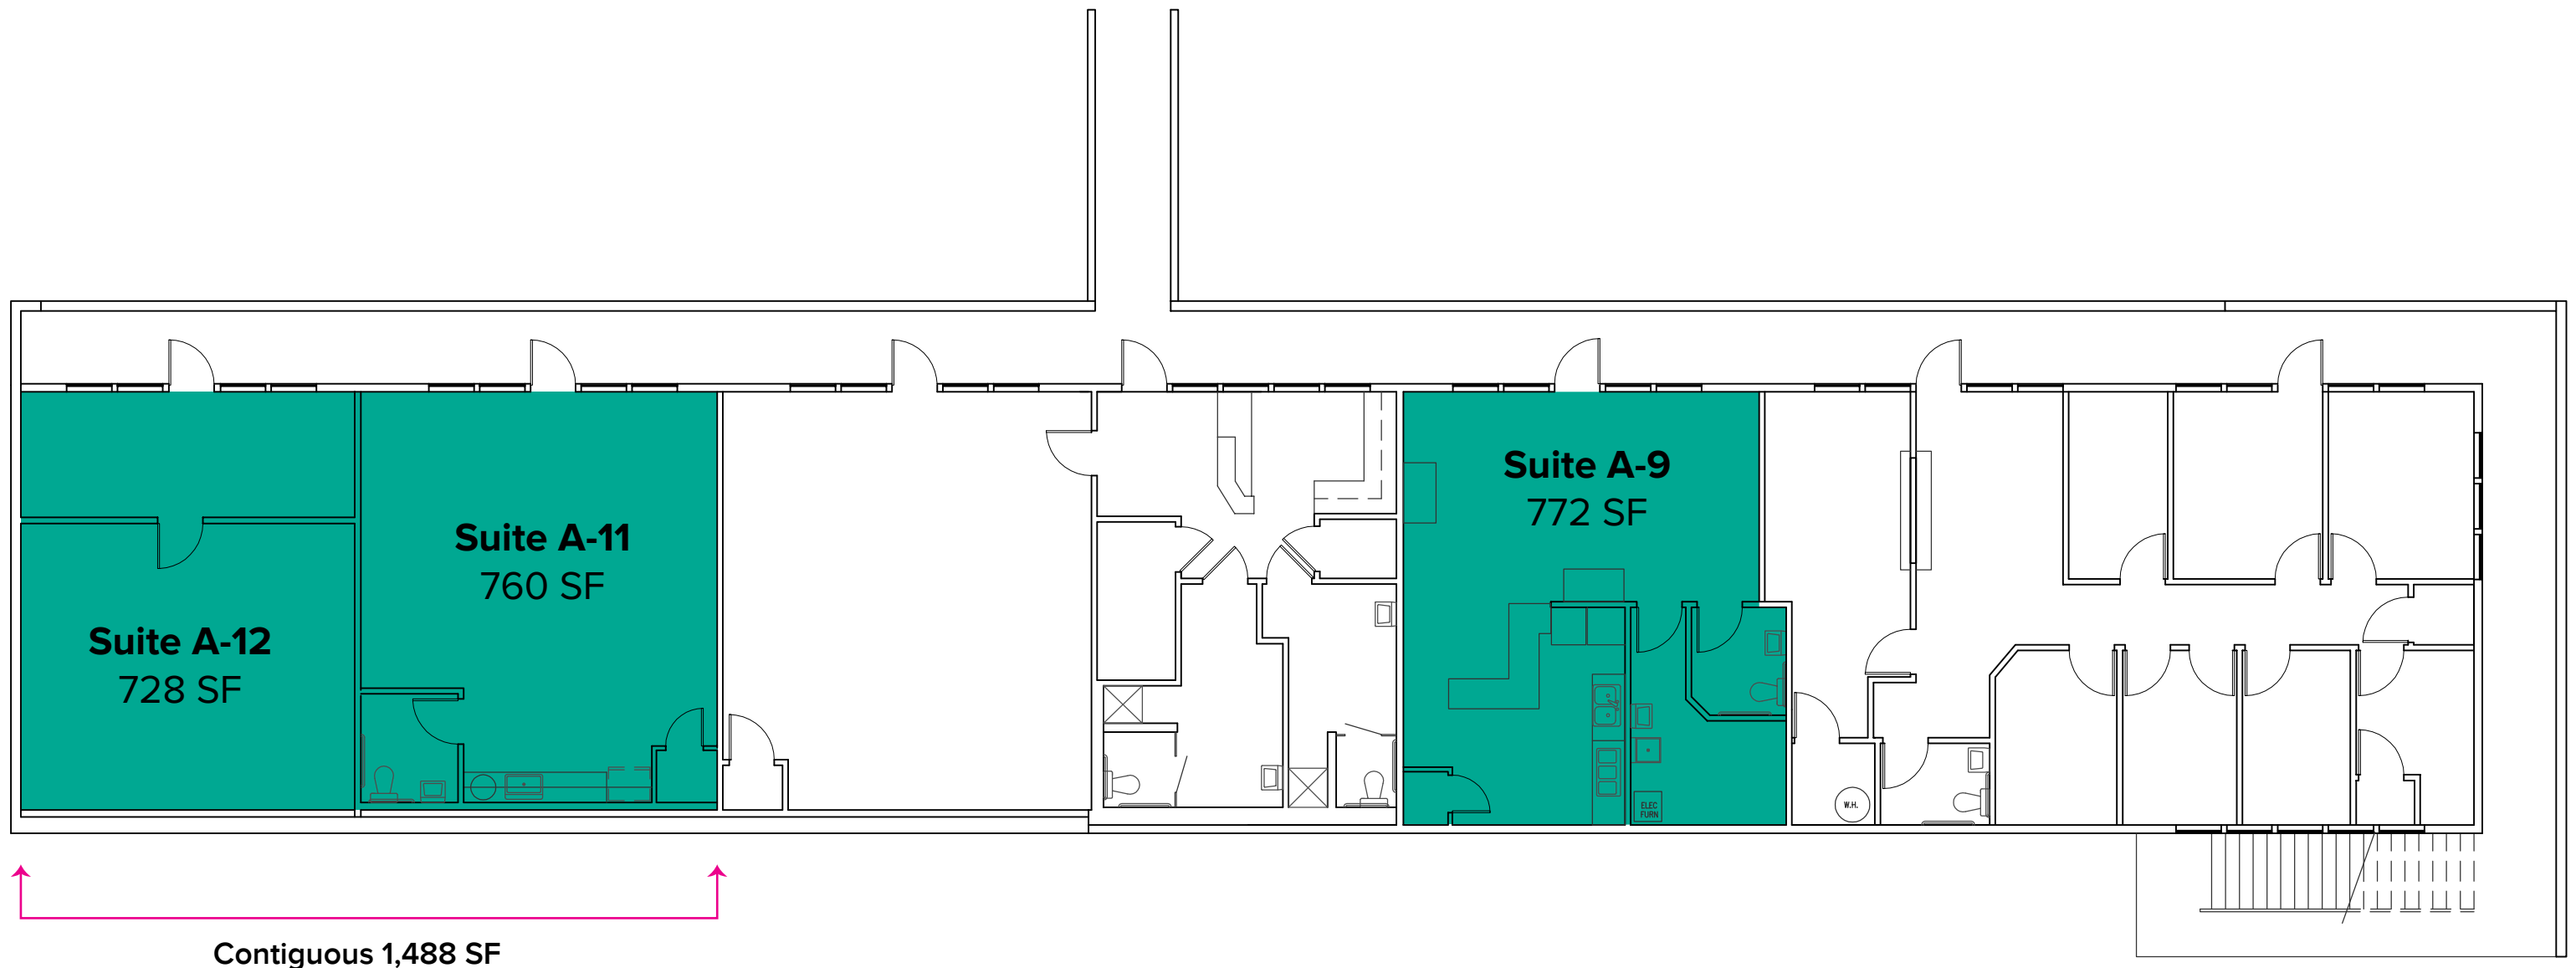 Suite A-12
728 SF
Suite A-11
760 SF
Suite A-9
772 SF
ELEC
FURN
W.H.
Contiguous 1,488 SF